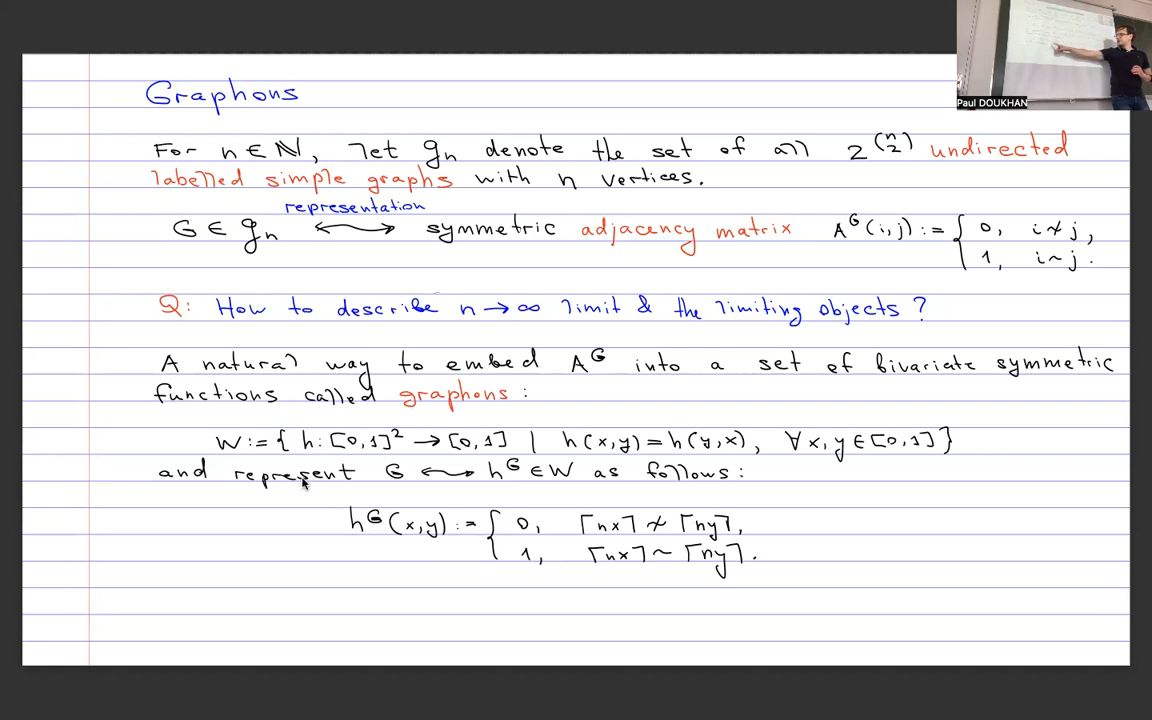 Graphons
Paul DOUKHAN
For n ∈ ℕ, let 𝒢ₙ denote the set of all 2^(n 2) undirected
labelled simple graphs with n vertices.
representation
G ∈ 𝒢ₙ ⟷ symmetric adjacency matrix A^G(i,j) := { 0, i ≁ j,
1, i ~ j.
Q: How to describe n → ∞ limit & the limiting objects?
A natural way to embed A^G into a set of bivariate symmetric
functions called graphons:
W := { h: [0,1]² → [0,1] | h(x,y) = h(y,x), ∀ x,y ∈ [0,1] }
and represent G ⟷ h^G ∈ W as follows:
h^G(x,y) := { 0, ⌈nx⌉ ≁ ⌈ny⌉,
1, ⌈nx⌉ ~ ⌈ny⌉.